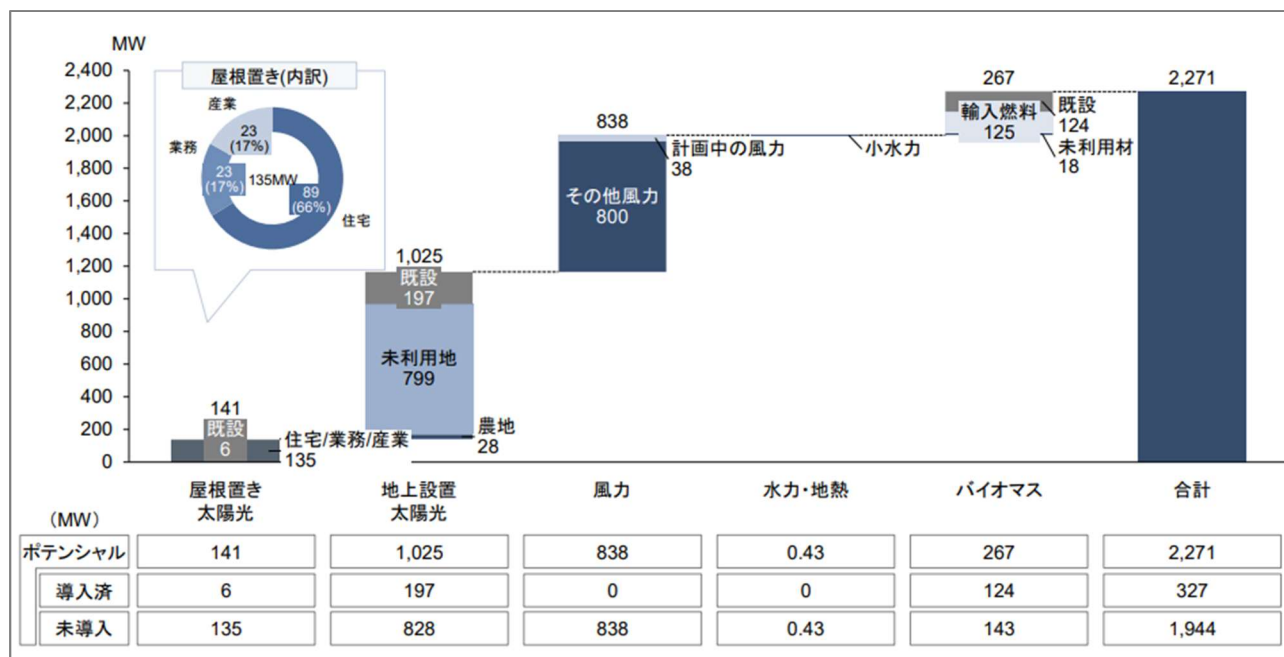 MW
2,400
2,200
2,000
1,800
1,600
1,400
1,200
1,000
800
600
400
200
0
屋根置き(内訳)
産業
23
(17%)
業務
23
(17%)
135MW
89
(66%)
住宅
141
既設
6
住宅/業務/産業
135
1,025
既設
197
未利用地
799
農地
28
838
計画中の風力
38
その他風力
800
小水力
267
既設
124
輸入燃料
125
未利用材
18
2,271
屋根置き
太陽光
地上設置
太陽光
風力
水力・地熱
バイオマス
合計
(MW)
ポテンシャル 141 1,025 838 0.43 267 2,271
導入済 6 197 0 0 124 327
未導入 135 828 838 0.43 143 1,944